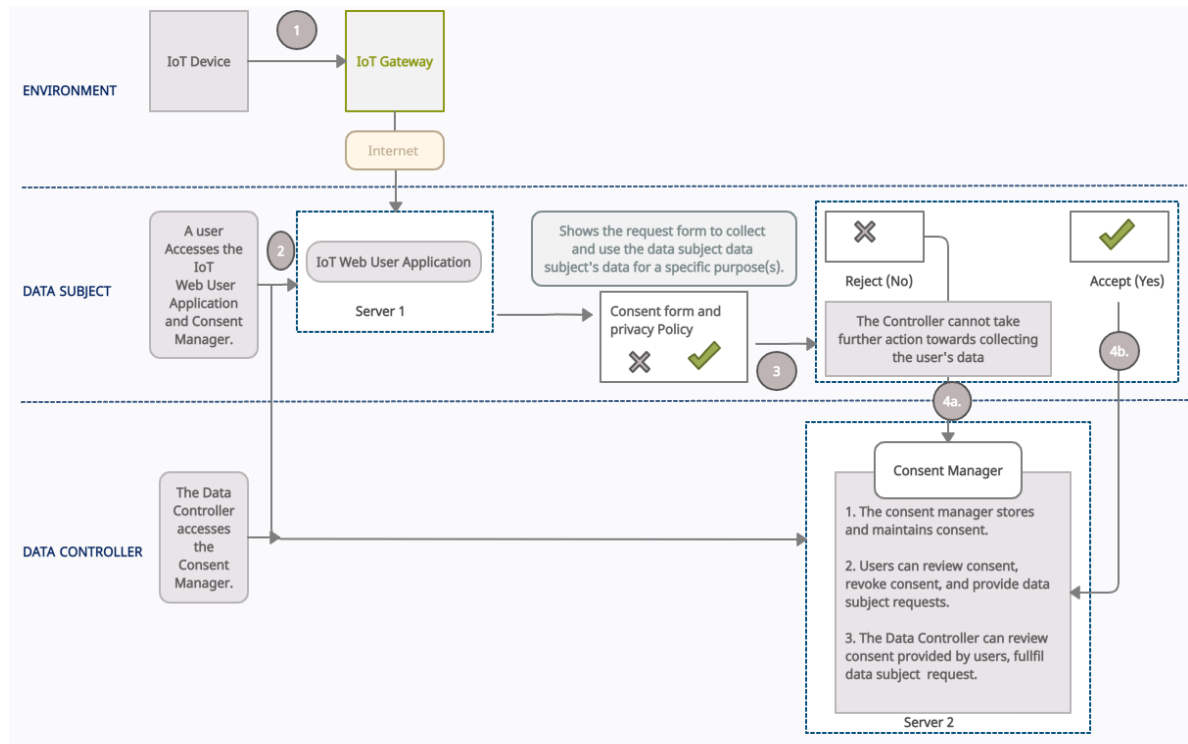 1
IoT Device
IoT Gateway
ENVIRONMENT
Internet
A user
Accesses the
IoT
Web User
Application
and Consent
Manager.
2
IoT Web User Application
Server 1
DATA SUBJECT
Shows the request form to collect
and use the data subject data
subject's data for a specific purpose(s).
Consent form and
privacy Policy
3
Reject (No)
Accept (Yes)
The Controller cannot take
further action towards collecting
the user's data
4b.
4a.
The Data
Controller
accesses
the
Consent
Manager.
DATA CONTROLLER
Consent Manager
1. The consent manager stores
and maintains consent.
2. Users can review consent,
revoke consent, and provide data
subject requests.
3. The Data Controller can review
consent provided by users, fullfil
data subject request.
Server 2